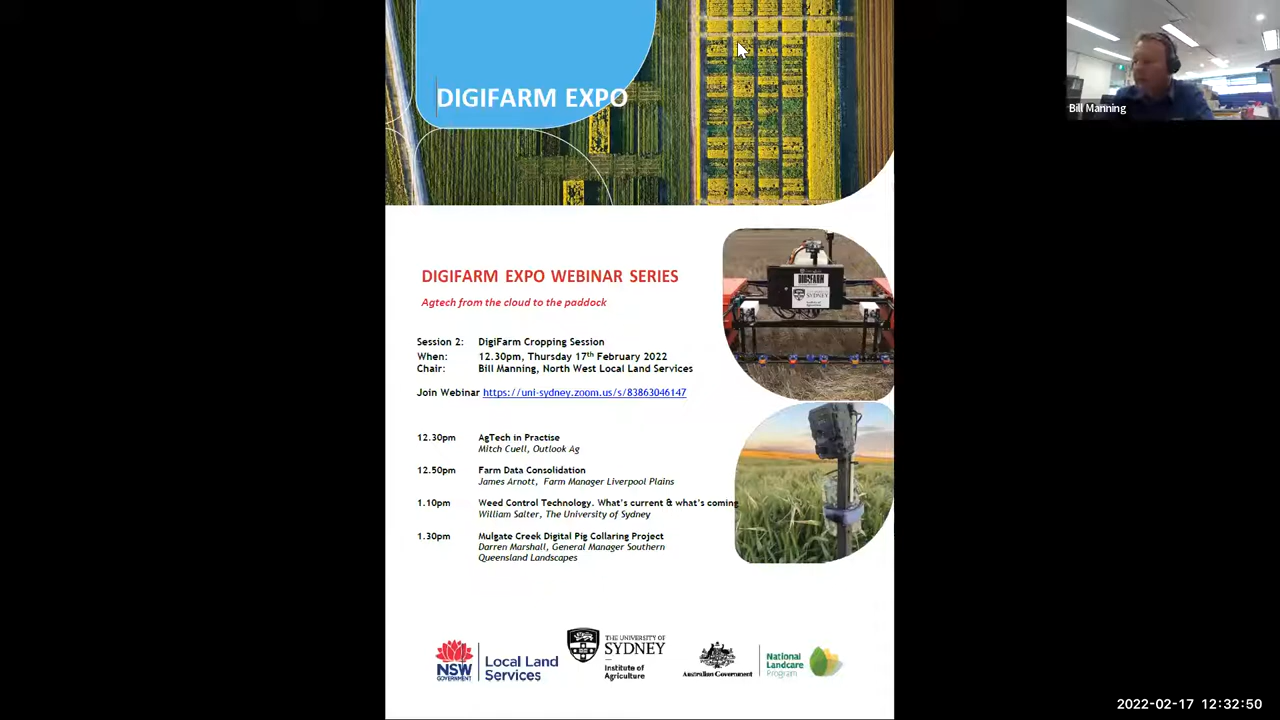 DIGIFARM EXPO
Bill Manning
DIGIFARM EXPO WEBINAR SERIES
Agtech from the cloud to the paddock
Session 2: DigiFarm Cropping Session
When: 12.30pm, Thursday 17th February 2022
Chair: Bill Manning, North West Local Land Services
Join Webinar https://uni-sydney.zoom.us/s/83863046147
12.30pm AgTech in Practise
Mitch Cuell, Outlook Ag
12.50pm Farm Data Consolidation
James Arnott, Farm Manager Liverpool Plains
1.10pm Weed Control Technology. What's current & what's coming
William Salter, The University of Sydney
1.30pm Mulgate Creek Digital Pig Collaring Project
Darren Marshall, General Manager Southern
Queensland Landscapes
DIGIFARM
SYDNEY
NSW
GOVERNMENT
Local Land
Services
THE UNIVERSITY OF
SYDNEY
Institute of
Agriculture
Australian Government
National
Landcare
Program
2022-02-17 12:32:50